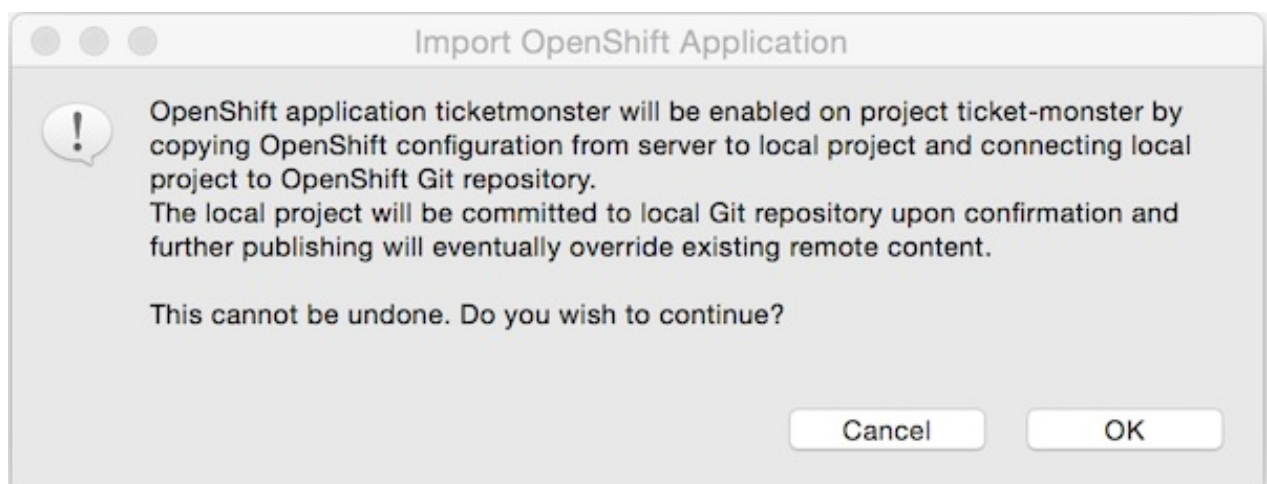 Import OpenShift Application
OpenShift application ticketmonster will be enabled on project ticket-monster by
copying OpenShift configuration from server to local project and connecting local
project to OpenShift Git repository.
The local project will be committed to local Git repository upon confirmation and
further publishing will eventually override existing remote content.
This cannot be undone. Do you wish to continue?
Cancel OK